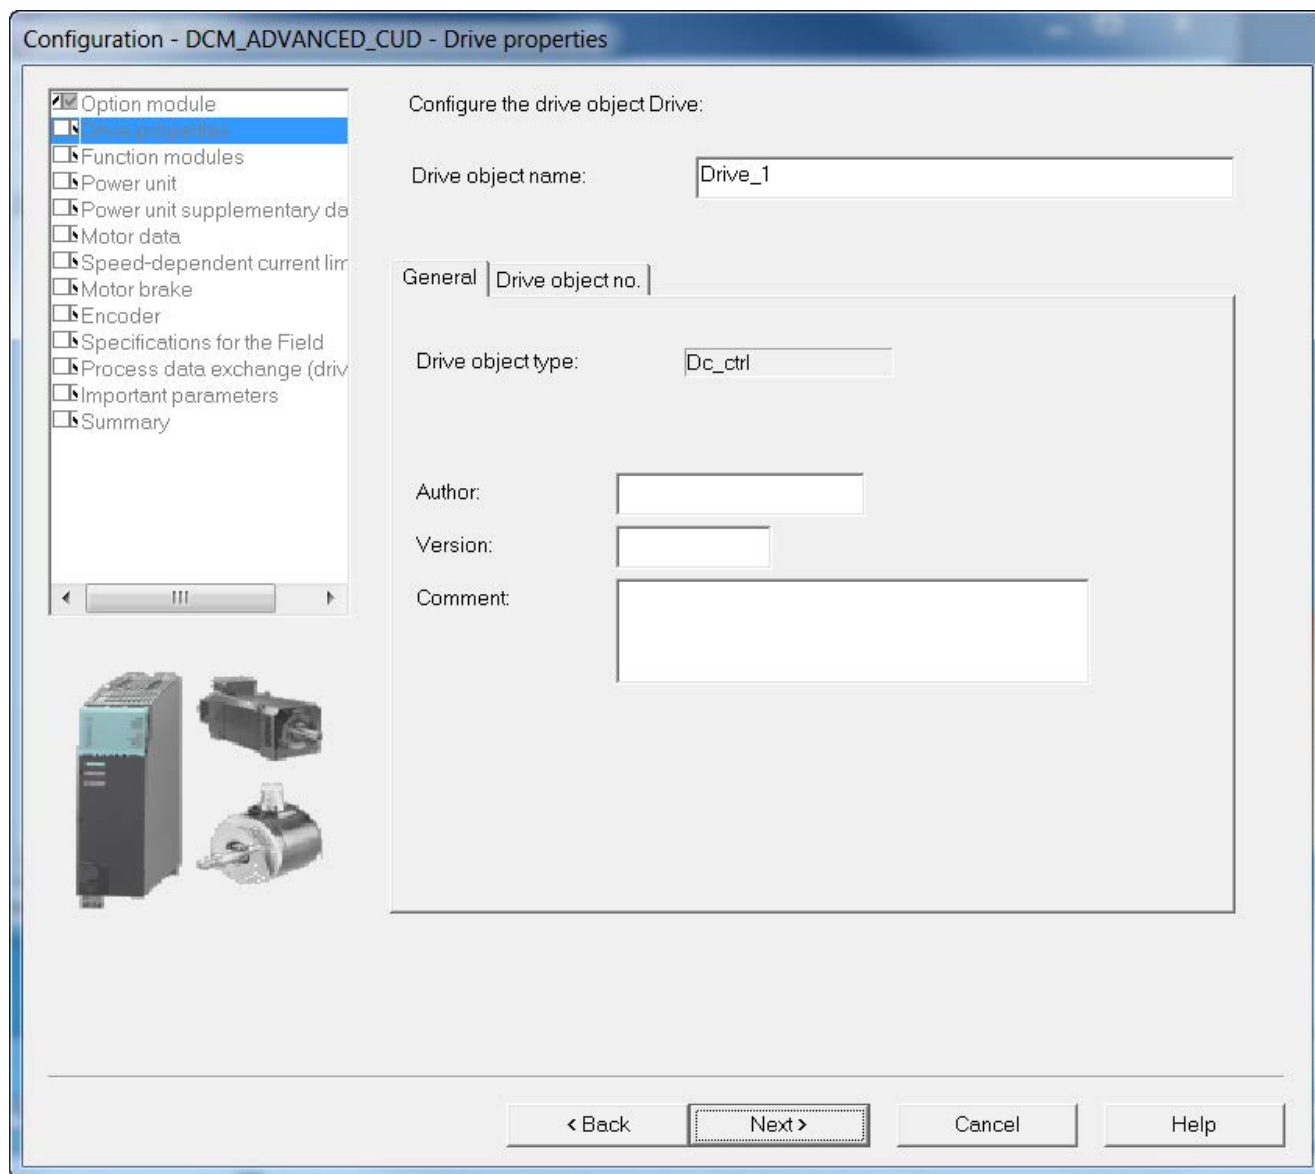 Configuration - DCM_ADVANCED_CUD - Drive properties
Option module
Drive properties
Function modules
Power unit
Power unit supplementary da
Motor data
Speed-dependent current lim
Motor brake
Encoder
Specifications for the Field
Process data exchange (driv
Important parameters
Summary
Configure the drive object Drive:
Drive object name: Drive_1
General Drive object no.
Drive object type: Dc_ctrl
Author:
Version:
Comment:
< Back Next > Cancel Help